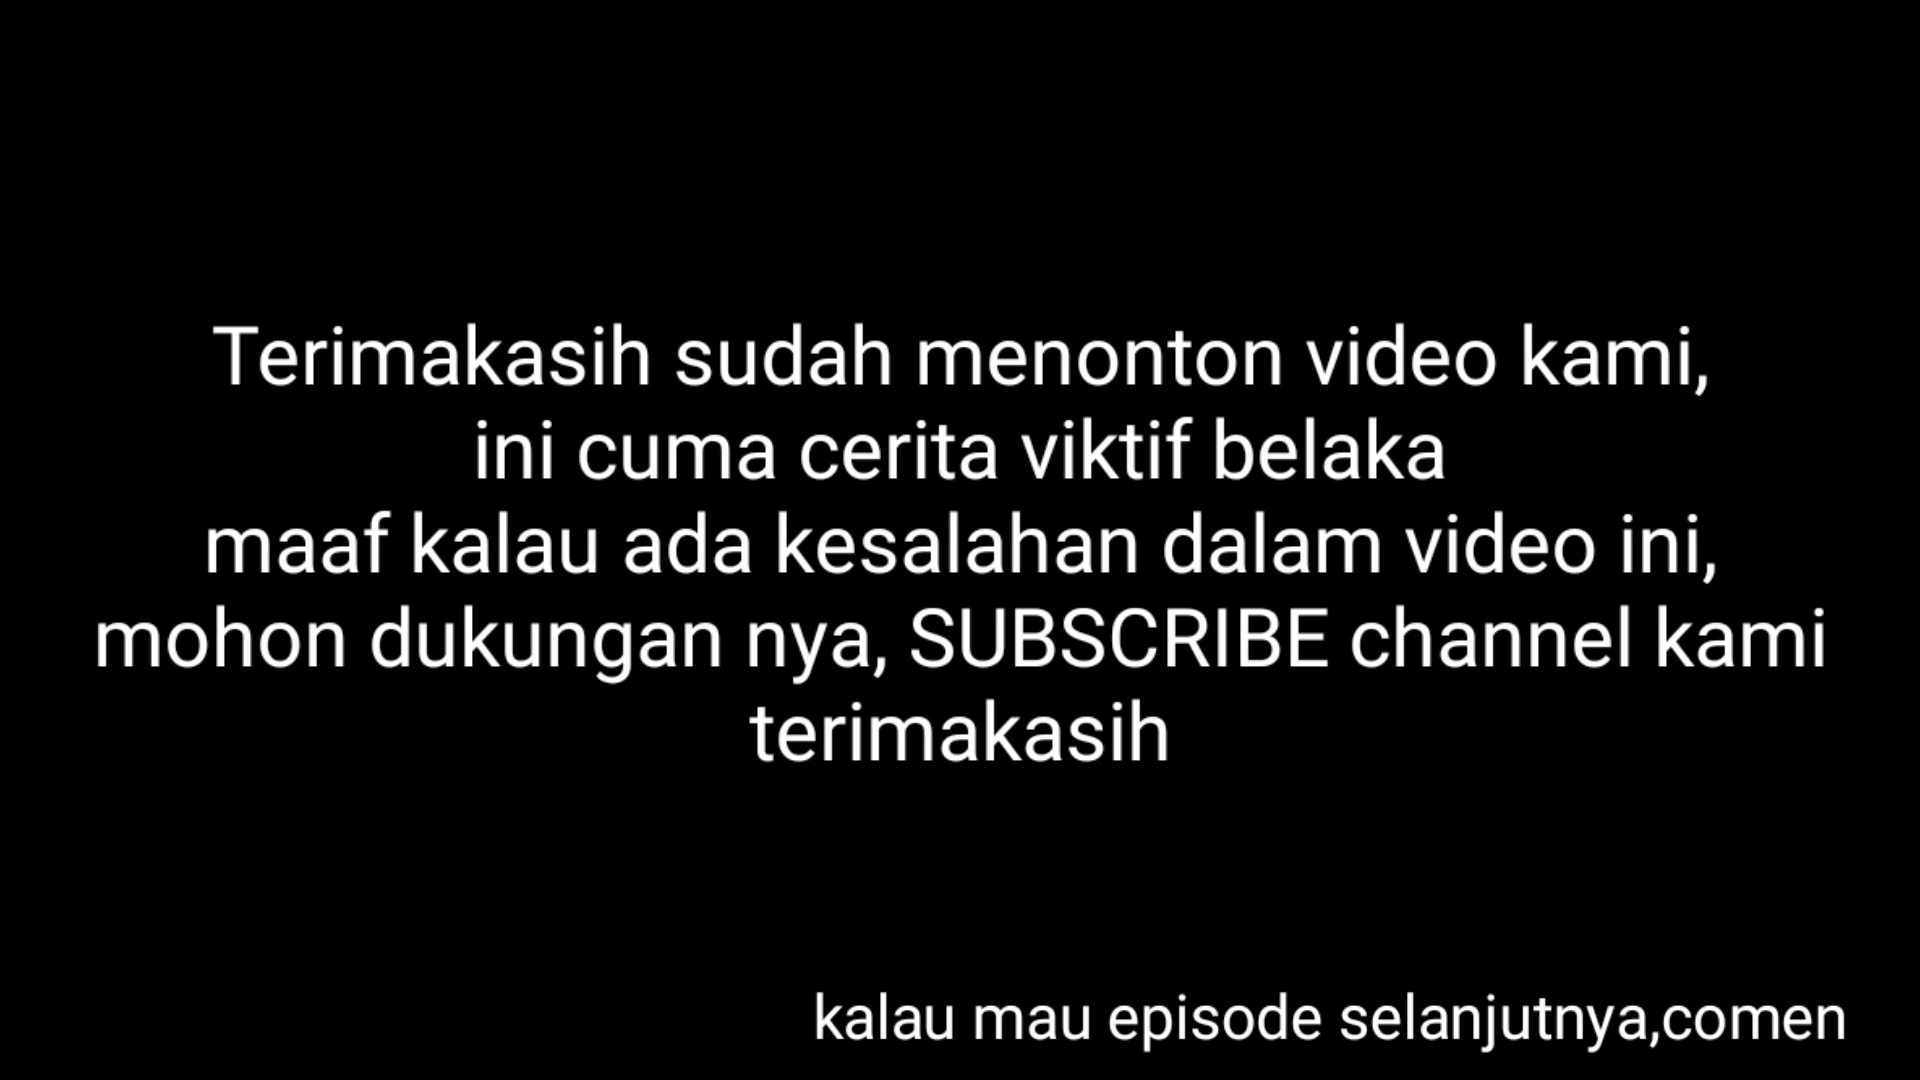 Terimakasih sudah menonton video kami,
ini cuma cerita viktif belaka
maaf kalau ada kesalahan dalam video ini,
mohon dukungan nya, SUBSCRIBE channel kami
terimakasih
kalau mau episode selanjutnya,comen